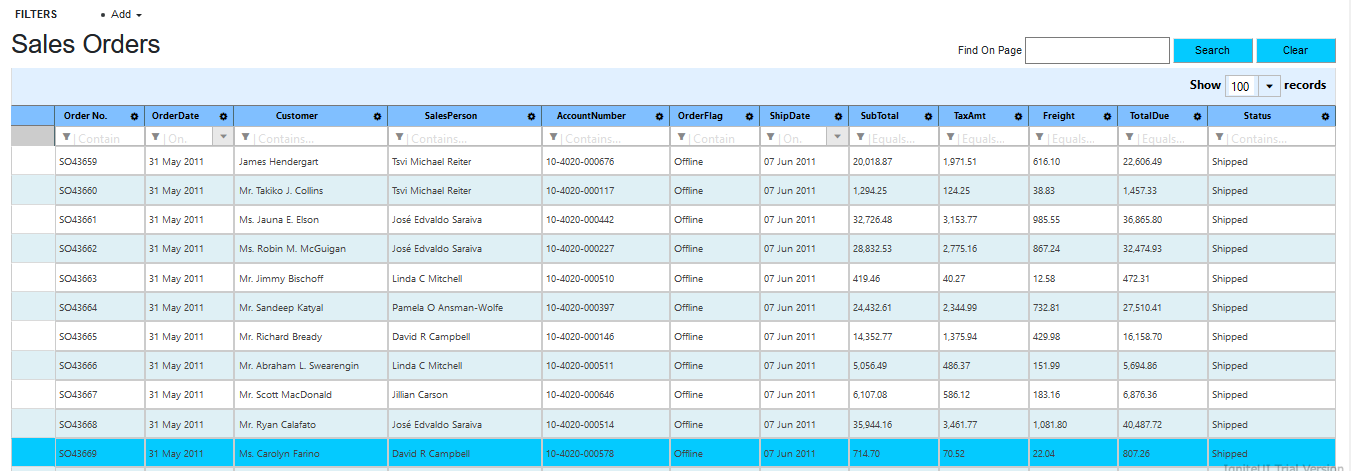 FILTERS • Add
Sales Orders
Find On Page Search Clear
Show 100 records
Order No. OrderDate Customer SalesPerson AccountNumber OrderFlag ShipDate SubTotal TaxAmt Freight TotalDue Status
Contain On. Contains... Contains... Contains... Contain On. Equals... Equals... Equals... Equals... Contains...
SO43659 31 May 2011 James Hendergart Tsvi Michael Reiter 10-4020-000676 Offline 07 Jun 2011 20,018.87 1,971.51 616.10 22,606.49 Shipped
SO43660 31 May 2011 Mr. Takiko J. Collins Tsvi Michael Reiter 10-4020-000117 Offline 07 Jun 2011 1,294.25 124.25 38.83 1,457.33 Shipped
SO43661 31 May 2011 Ms. Jauna E. Elson José Edvaldo Saraiva 10-4020-000442 Offline 07 Jun 2011 32,726.48 3,153.77 985.55 36,865.80 Shipped
SO43662 31 May 2011 Ms. Robin M. McGuigan José Edvaldo Saraiva 10-4020-000227 Offline 07 Jun 2011 28,832.53 2,775.16 867.24 32,474.93 Shipped
SO43663 31 May 2011 Mr. Jimmy Bischoff Linda C Mitchell 10-4020-000510 Offline 07 Jun 2011 419.46 40.27 12.58 472.31 Shipped
SO43664 31 May 2011 Mr. Sandeep Katyal Pamela O Ansman-Wolfe 10-4020-000397 Offline 07 Jun 2011 24,432.61 2,344.99 732.81 27,510.41 Shipped
SO43665 31 May 2011 Mr. Richard Bready David R Campbell 10-4020-000146 Offline 07 Jun 2011 14,352.77 1,375.94 429.98 16,158.70 Shipped
SO43666 31 May 2011 Mr. Abraham L. Swearengin Linda C Mitchell 10-4020-000511 Offline 07 Jun 2011 5,056.49 486.37 151.99 5,694.86 Shipped
SO43667 31 May 2011 Mr. Scott MacDonald Jillian Carson 10-4020-000646 Offline 07 Jun 2011 6,107.08 586.12 183.16 6,876.36 Shipped
SO43668 31 May 2011 Mr. Ryan Calafato José Edvaldo Saraiva 10-4020-000514 Offline 07 Jun 2011 35,944.16 3,461.77 1,081.80 40,487.72 Shipped
SO43669 31 May 2011 Ms. Carolyn Farino David R Campbell 10-4020-000578 Offline 07 Jun 2011 714.70 70.52 22.04 807.26 Shipped
IgniteUI Trial Version